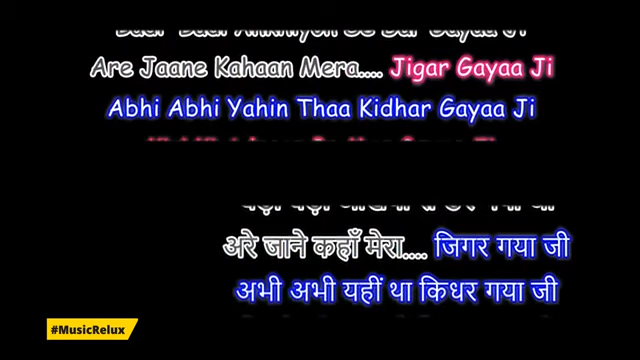 Are Jaane Kahaan Mera.... Jigar Gayaa Ji
Abhi Abhi Yahin Thaa Kidhar Gayaa Ji
अरे जाने कहाँ मेरा.... जिगर गया जी
अभी अभी यहीं था किधर गया जी
#MusicRelux